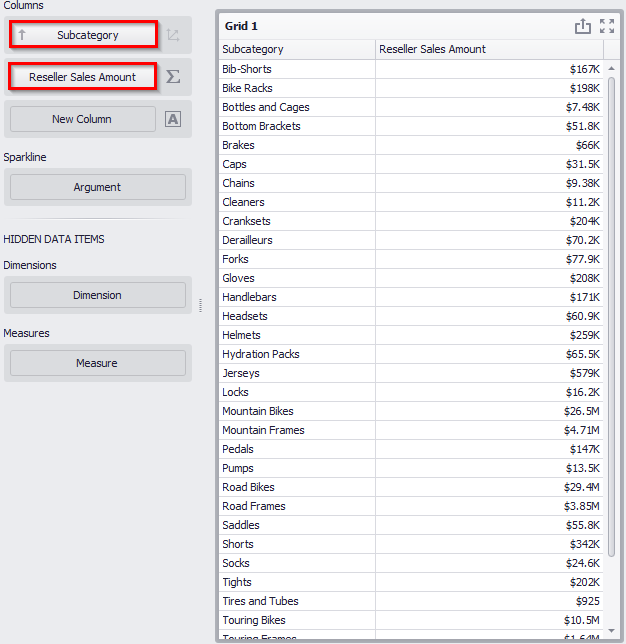 Columns
Subcategory
Reseller Sales Amount
Σ
New Column
A
Sparkline
Argument
HIDDEN DATA ITEMS
Dimensions
Dimension
Measures
Measure
Grid 1
Subcategory Reseller Sales Amount
Bib-Shorts $167K
Bike Racks $198K
Bottles and Cages $7.48K
Bottom Brackets $51.8K
Brakes $66K
Caps $31.5K
Chains $9.38K
Cleaners $11.2K
Cranksets $204K
Derailleurs $70.2K
Forks $77.9K
Gloves $208K
Handlebars $171K
Headsets $60.9K
Helmets $259K
Hydration Packs $65.5K
Jerseys $579K
Locks $16.2K
Mountain Bikes $26.5M
Mountain Frames $4.71M
Pedals $147K
Pumps $13.5K
Road Bikes $29.4M
Road Frames $3.85M
Saddles $55.8K
Shorts $342K
Socks $24.6K
Tights $202K
Tires and Tubes $925
Touring Bikes $10.5M
Touring Frames $1.64M